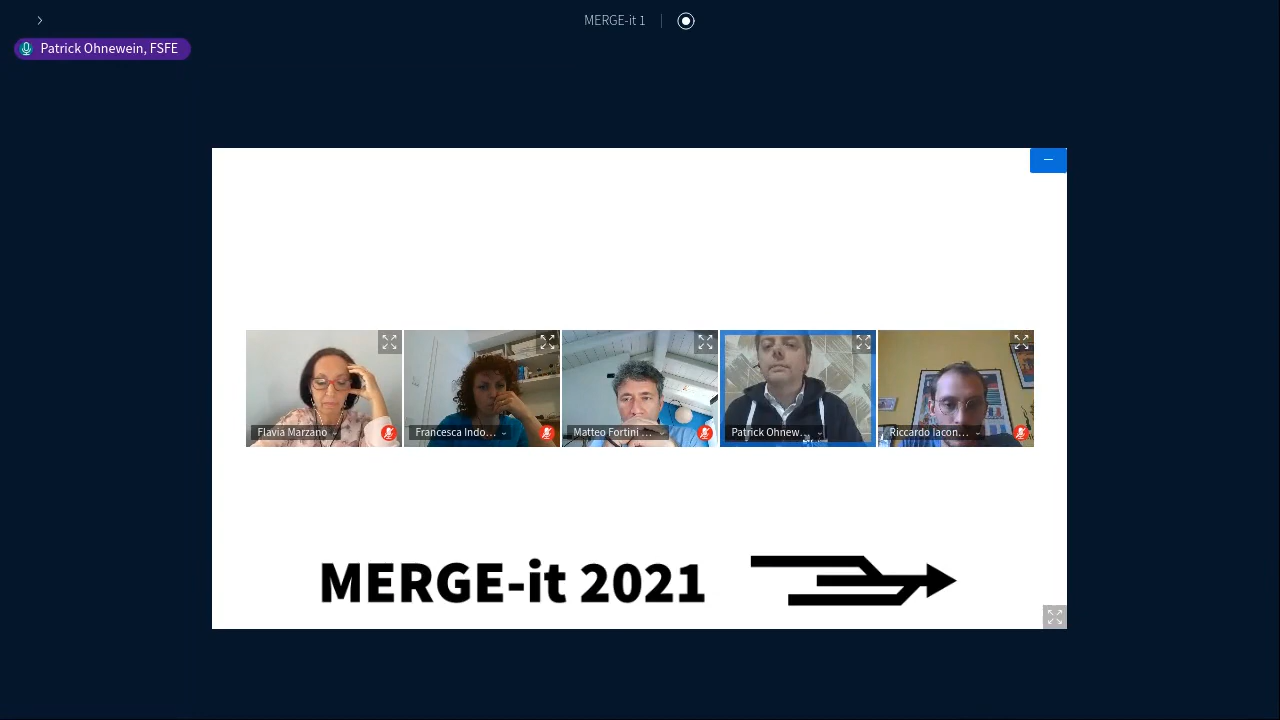 MERGE-it 1
Patrick Ohnewein, FSFE
Flavia Marzano
Francesca Indo...
Matteo Fortini ...
Patrick Ohnew...
Riccardo Iacon...
MERGE-it 2021